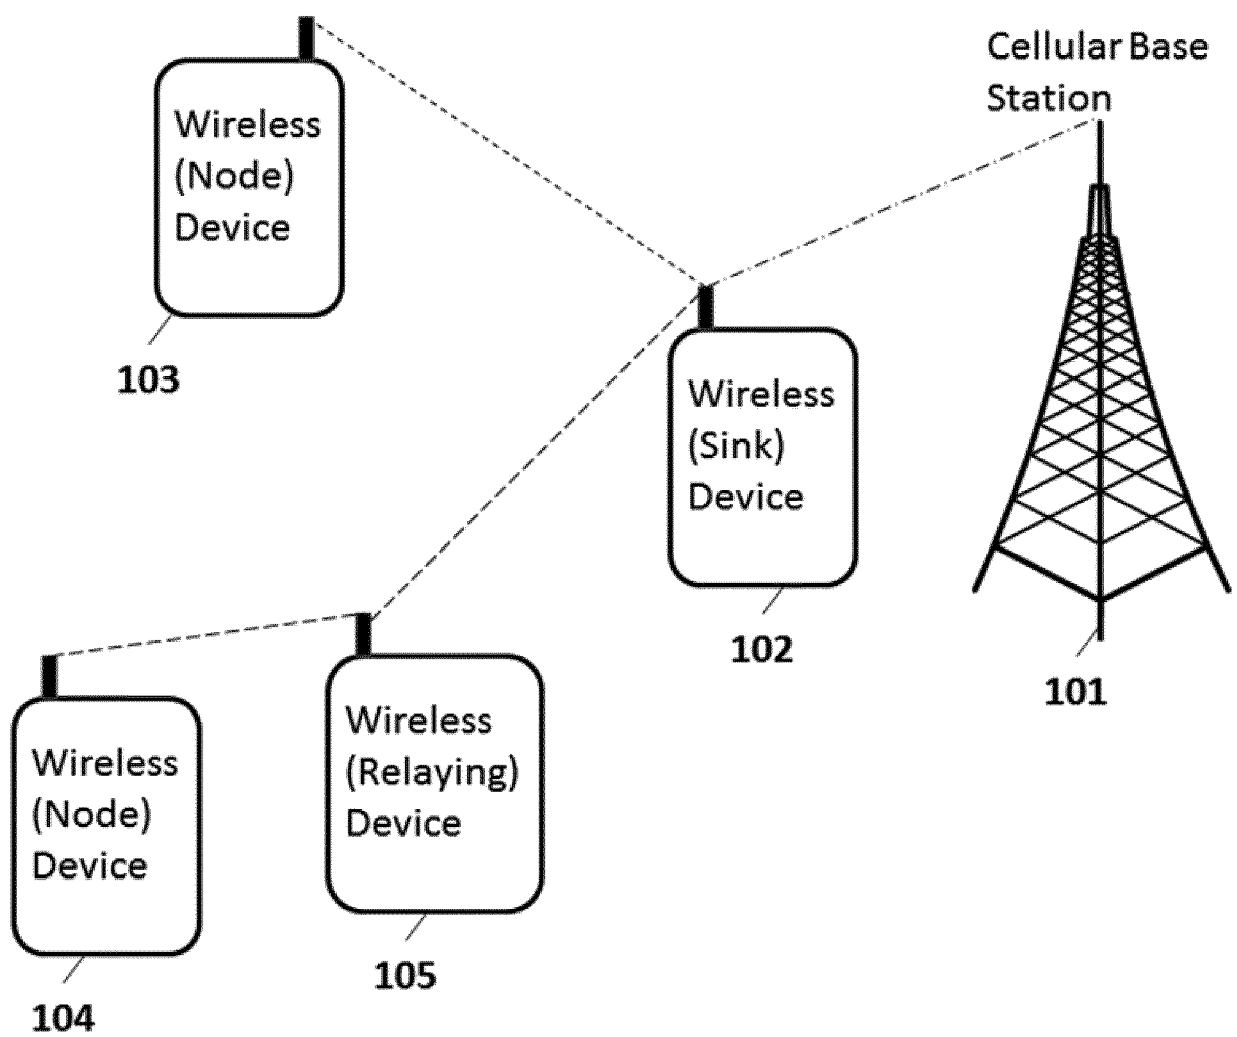 Cellular Base
Station
Wireless
(Node)
Device
103
Wireless
(Sink)
Device
102
101
Wireless
(Relaying)
Device
105
Wireless
(Node)
Device
104